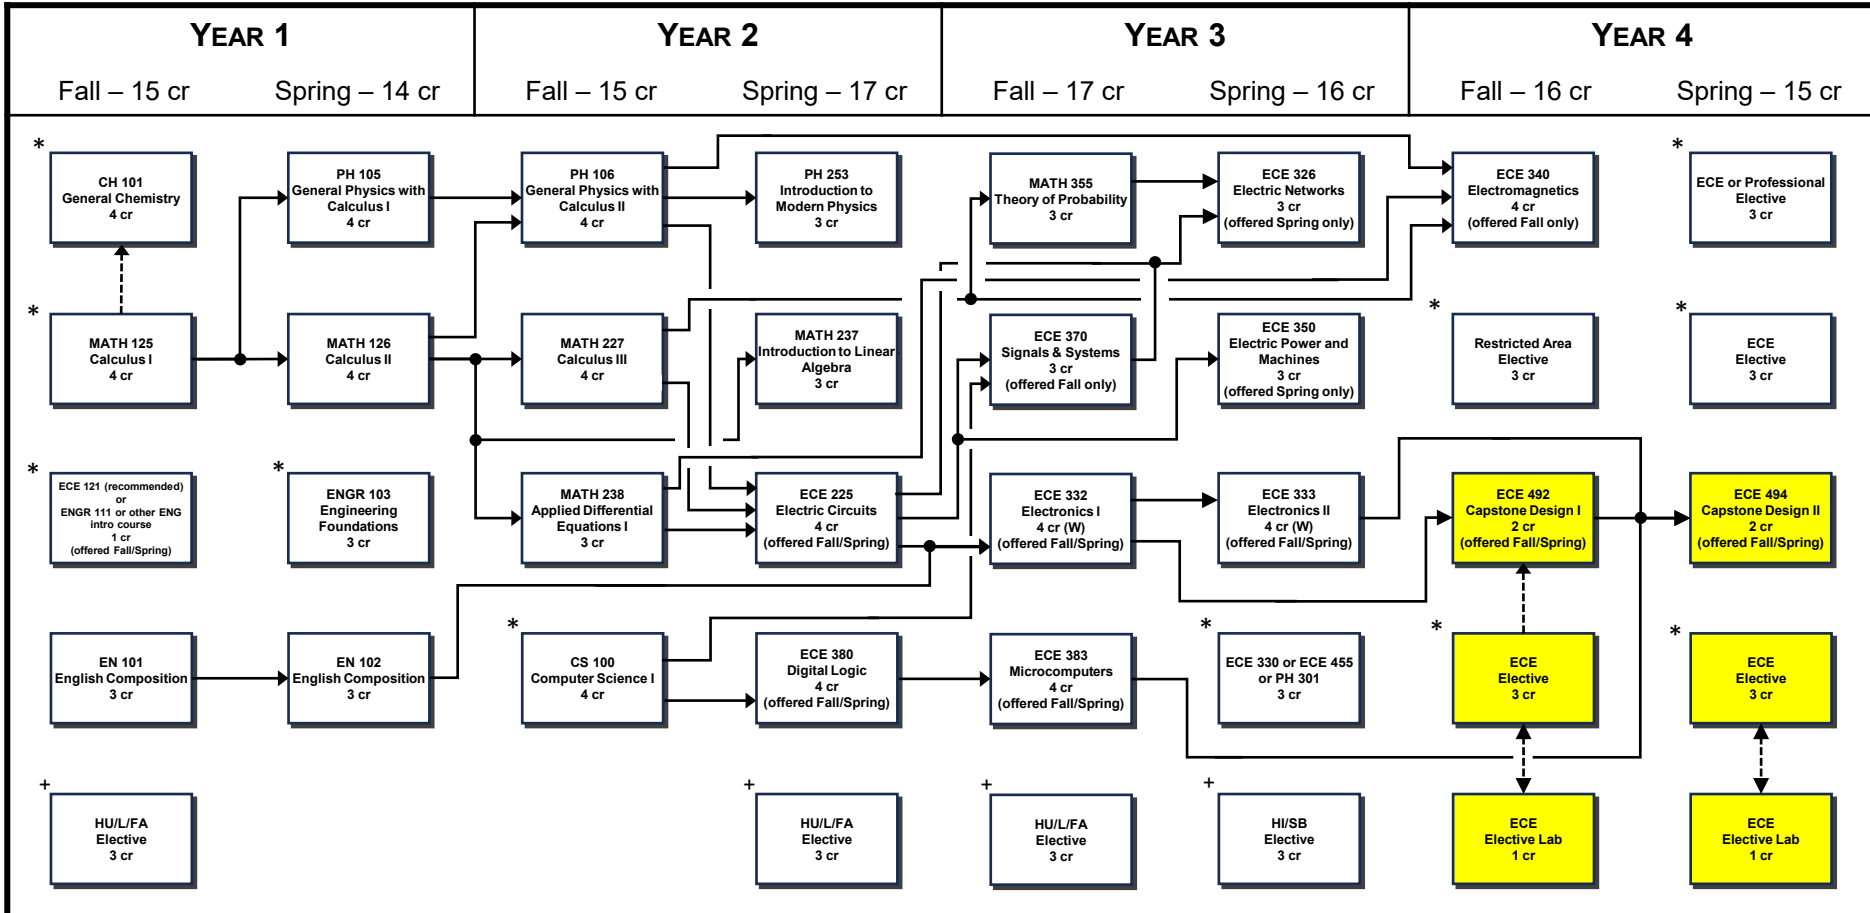 YEAR 1
YEAR 2
YEAR 3
YEAR 4
Fall – 15 cr
Spring – 14 cr
Fall – 15 cr
Spring – 17 cr
Fall – 17 cr
Spring – 16 cr
Fall – 16 cr
Spring – 15 cr
*
CH 101
General Chemistry
4 cr
PH 105
General Physics with
Calculus I
4 cr
PH 106
General Physics with
Calculus II
4 cr
PH 253
Introduction to
Modern Physics
3 cr
MATH 355
Theory of Probability
3 cr
ECE 326
Electric Networks
3 cr
(offered Spring only)
ECE 340
Electromagnetics
4 cr
(offered Fall only)
*
ECE or Professional
Elective
3 cr
*
MATH 125
Calculus I
4 cr
MATH 126
Calculus II
4 cr
MATH 227
Calculus III
4 cr
MATH 237
Introduction to Linear
Algebra
3 cr
ECE 370
Signals & Systems
3 cr
(offered Fall only)
ECE 350
Electric Power and
Machines
3 cr
(offered Spring only)
*
Restricted Area
Elective
3 cr
*
ECE
Elective
3 cr
*
ECE 121 (recommended)
or
ENGR 111 or other ENG
intro course
1 cr
(offered Fall/Spring)
*
ENGR 103
Engineering
Foundations
3 cr
MATH 238
Applied Differential
Equations I
3 cr
ECE 225
Electric Circuits
4 cr
(offered Fall/Spring)
ECE 332
Electronics I
4 cr (W)
(offered Fall/Spring)
ECE 333
Electronics II
4 cr (W)
(offered Fall/Spring)
ECE 492
Capstone Design I
2 cr
(offered Fall/Spring)
ECE 494
Capstone Design II
2 cr
(offered Fall/Spring)
EN 101
English Composition
3 cr
EN 102
English Composition
3 cr
*
CS 100
Computer Science I
4 cr
ECE 380
Digital Logic
4 cr
(offered Fall/Spring)
ECE 383
Microcomputers
4 cr
(offered Fall/Spring)
*
ECE 330 or ECE 455
or PH 301
3 cr
*
ECE
Elective
3 cr
*
ECE
Elective
3 cr
+
HU/L/FA
Elective
3 cr
+
HU/L/FA
Elective
3 cr
+
HU/L/FA
Elective
3 cr
+
HI/SB
Elective
3 cr
ECE
Elective Lab
1 cr
ECE
Elective Lab
1 cr